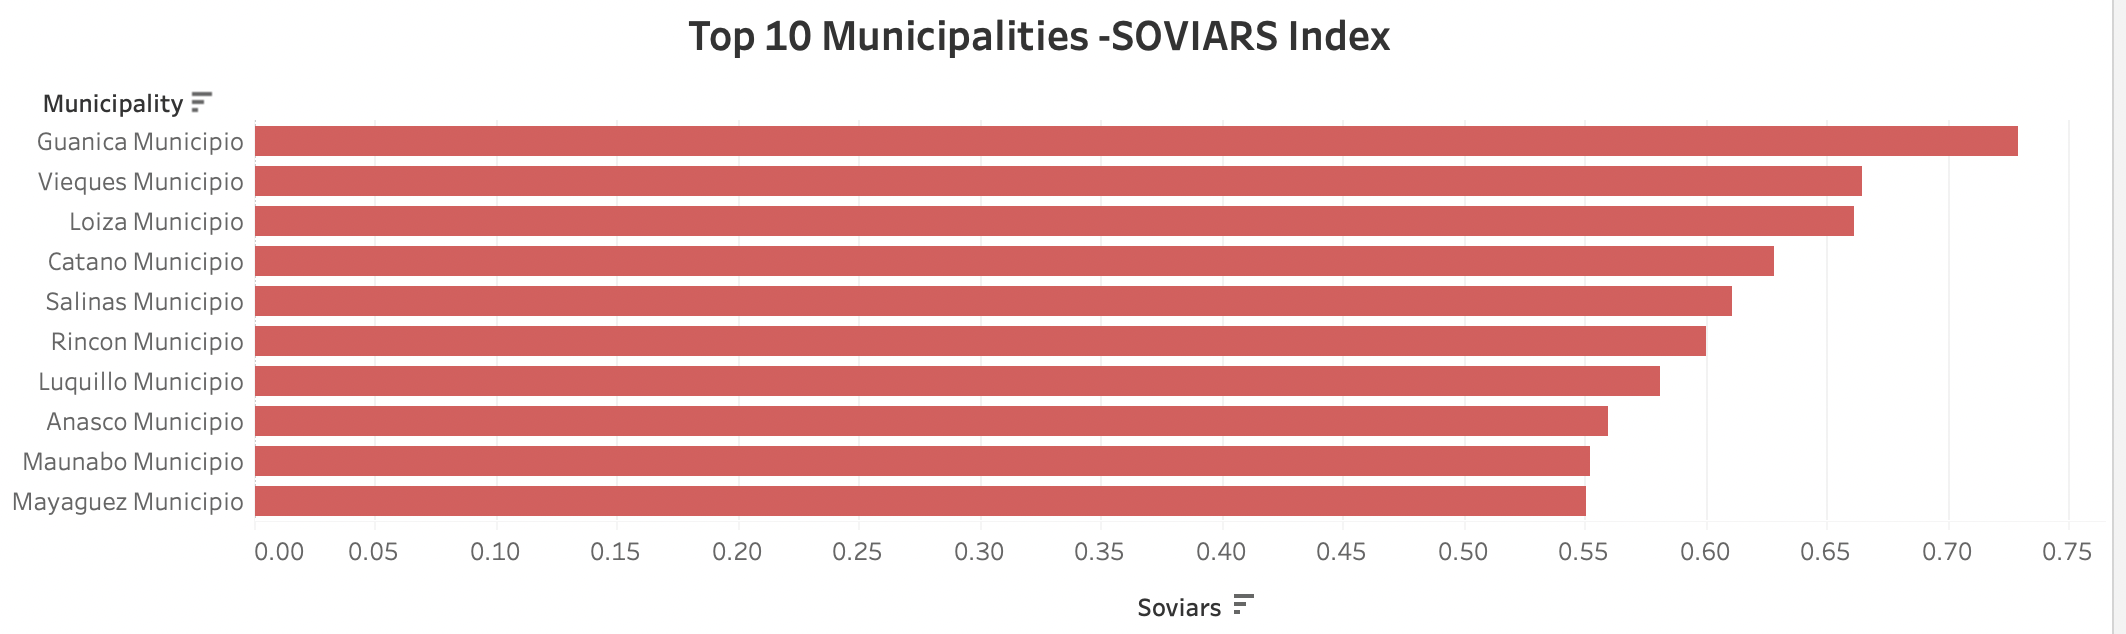 Top 10 Municipalities -SOVIARS Index
Municipality
Guanica Municipio
Vieques Municipio
Loiza Municipio
Catano Municipio
Salinas Municipio
Rincon Municipio
Luquillo Municipio
Anasco Municipio
Maunabo Municipio
Mayaguez Municipio
0.00 0.05 0.10 0.15 0.20 0.25 0.30 0.35 0.40 0.45 0.50 0.55 0.60 0.65 0.70 0.75
Soviars